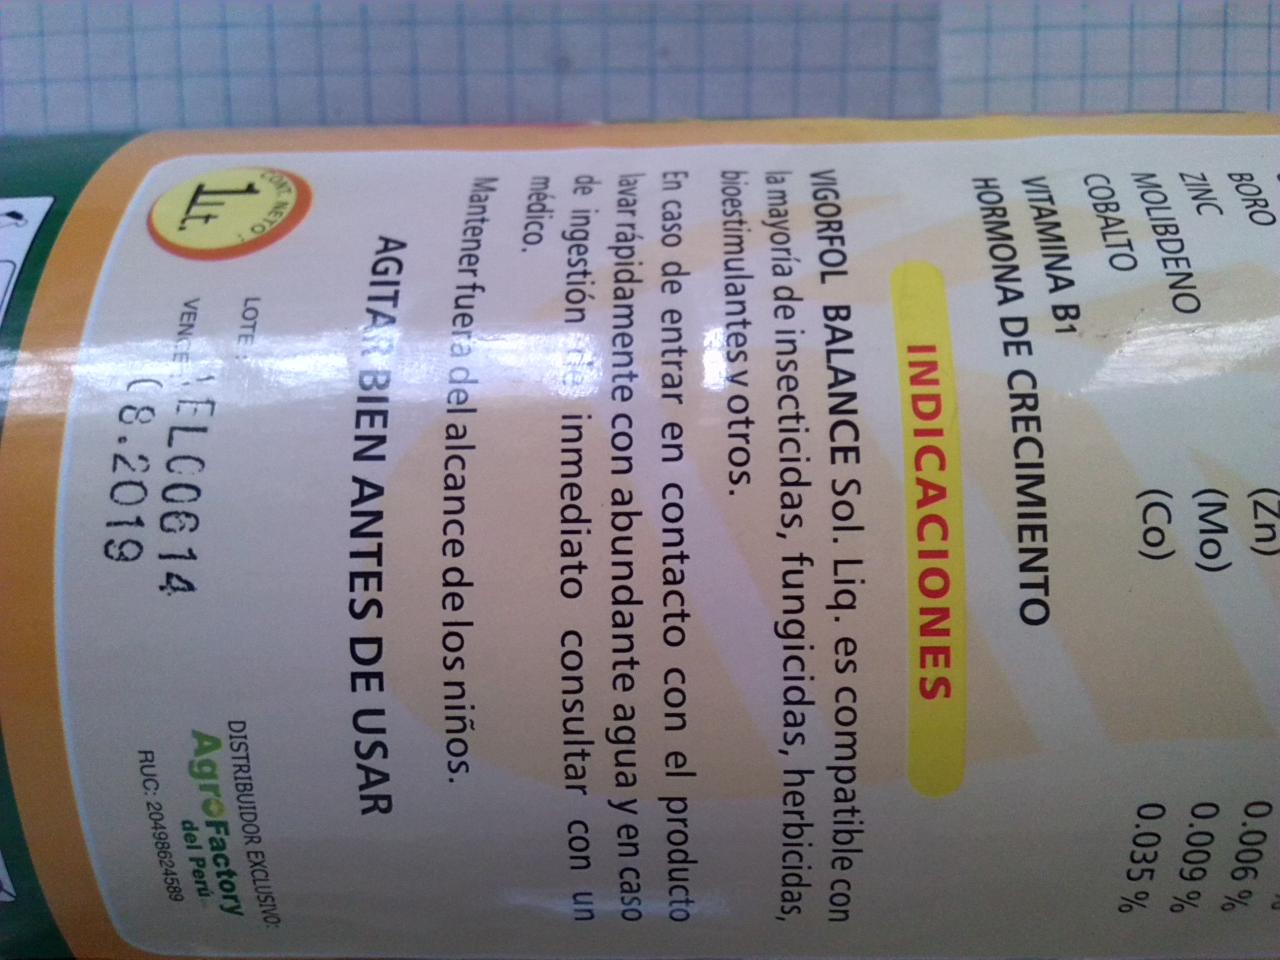 BORO
ZINC (Zn) 0.006 %
MOLIBDENO (Mo) 0.009 %
COBALTO (Co) 0.035 %
VITAMINA B1
HORMONA DE CRECIMIENTO
INDICACIONES
VIGORFOL BALANCE Sol. Liq. es compatible con
la mayoría de insecticidas, fungicidas, herbicidas,
bioestimulantes y otros.
En caso de entrar en contacto con el producto
lavar rápidamente con abundante agua y en caso
de ingestión de inmediato consultar con un
médico.
Mantener fuera del alcance de los niños.
AGITAR BIEN ANTES DE USAR
CONT. NETO
1Lt.
LOTE :
VENCE
8.2019
DISTRIBUIDOR EXCLUSIVO:
AgroFactory
del Perú
RUC: 20498624589